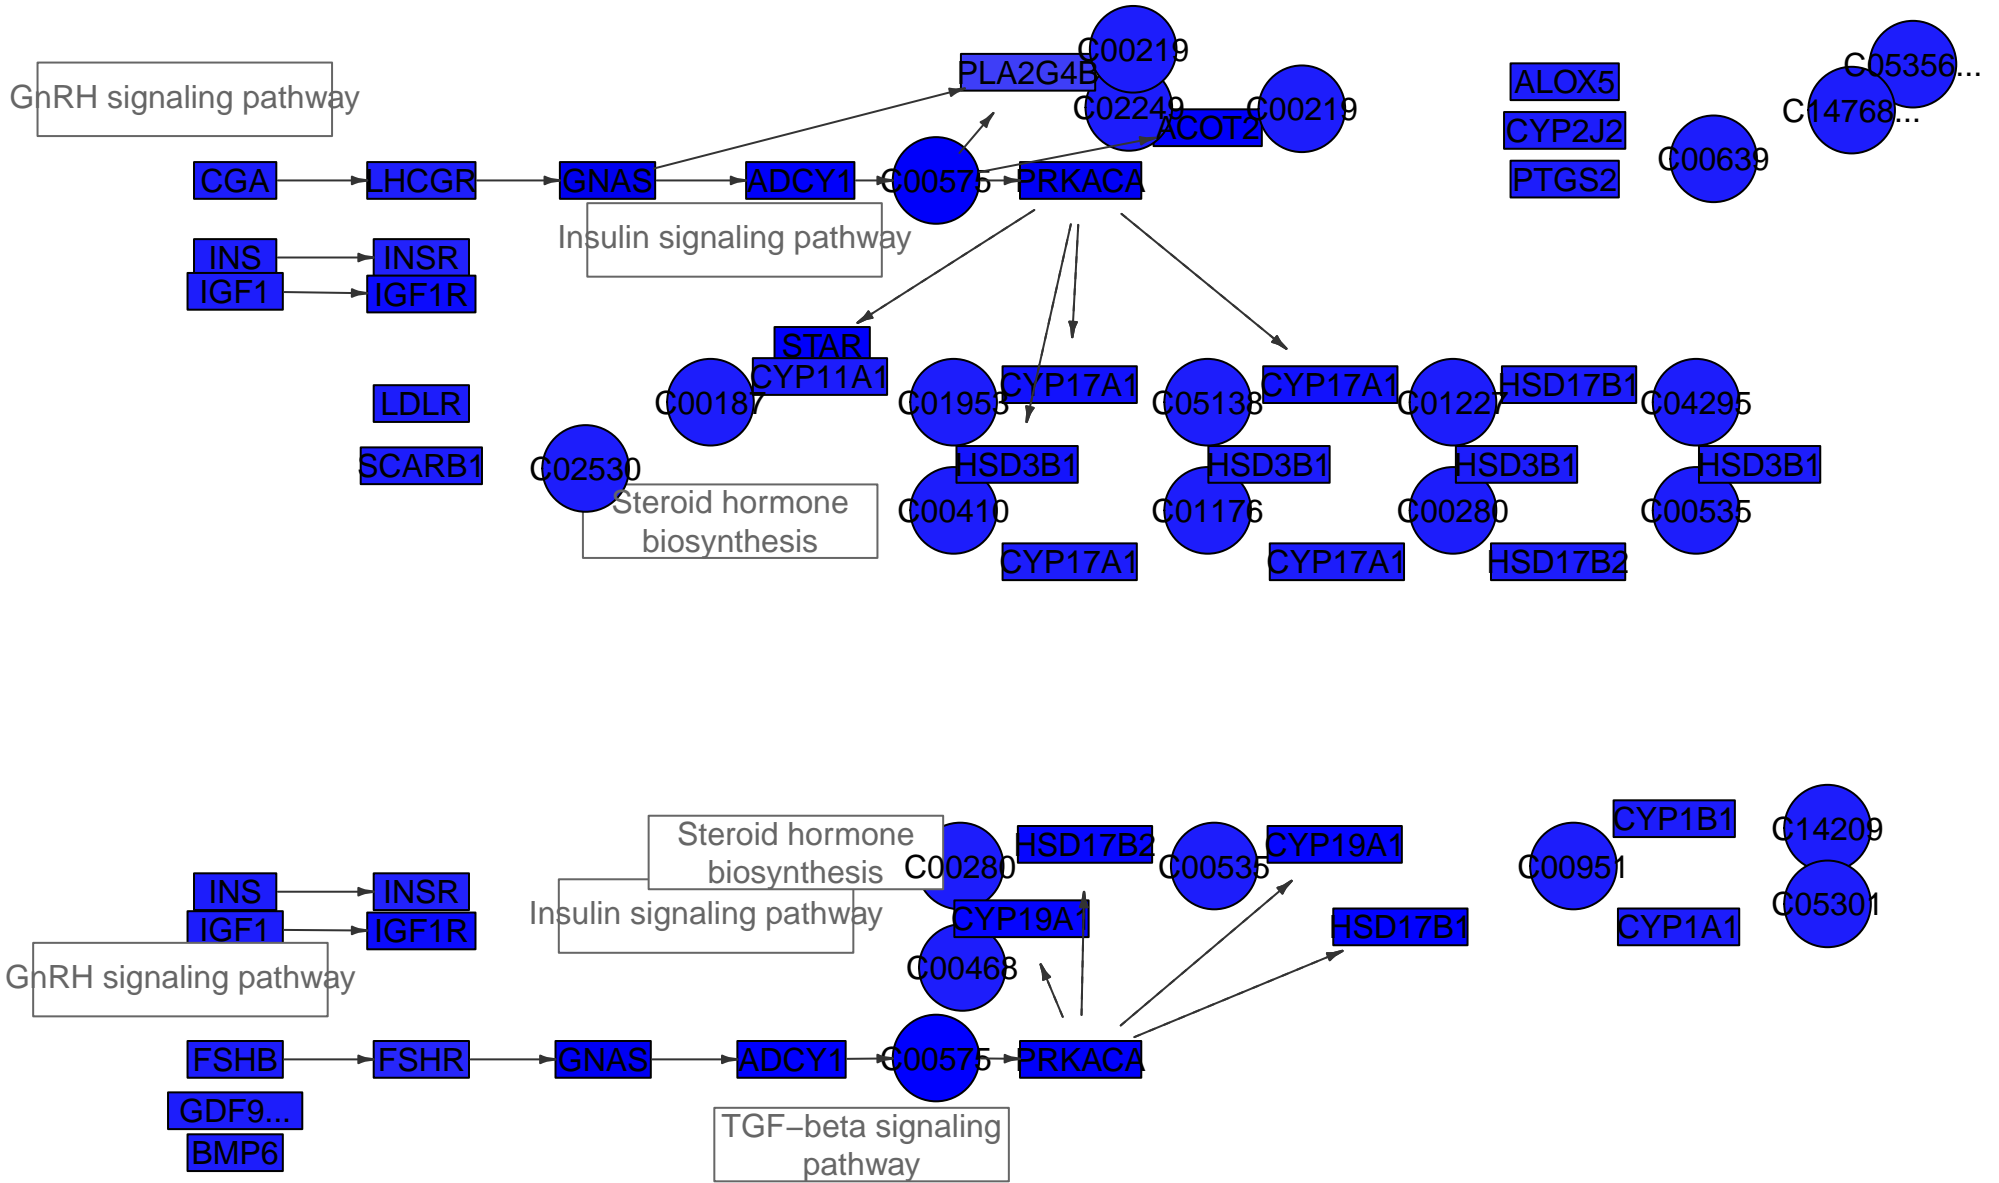 C00219
PLA2G4B
C05356...
GnRH signaling pathway
ALOX5
C02249
C00219
C14768...
ACOT2
CYP2J2
C00639
CGA
LHCGR
GNAS
ADCY1
C00575
PRKACA
PTGS2
Insulin signaling pathway
INS
INSR
IGF1
IGF1R
STAR
CYP11A1
C00187
C01953
CYP17A1
C05138
CYP17A1
C01227
HSD17B1
C04295
LDLR
SCARB1
C02530
HSD3B1
HSD3B1
HSD3B1
HSD3B1
Steroid hormone
biosynthesis
C00410
C01176
C00280
C00535
CYP17A1
CYP17A1
HSD17B2
Steroid hormone
biosynthesis
C00280
HSD17B2
C00535
CYP19A1
C00951
CYP1B1
C14209
INS
INSR
Insulin signaling pathway
CYP19A1
C05301
IGF1
IGF1R
HSD17B1
CYP1A1
GnRH signaling pathway
C00468
FSHB
FSHR
GNAS
ADCY1
C00575
PRKACA
GDF9...
BMP6
TGF−beta signaling
pathway